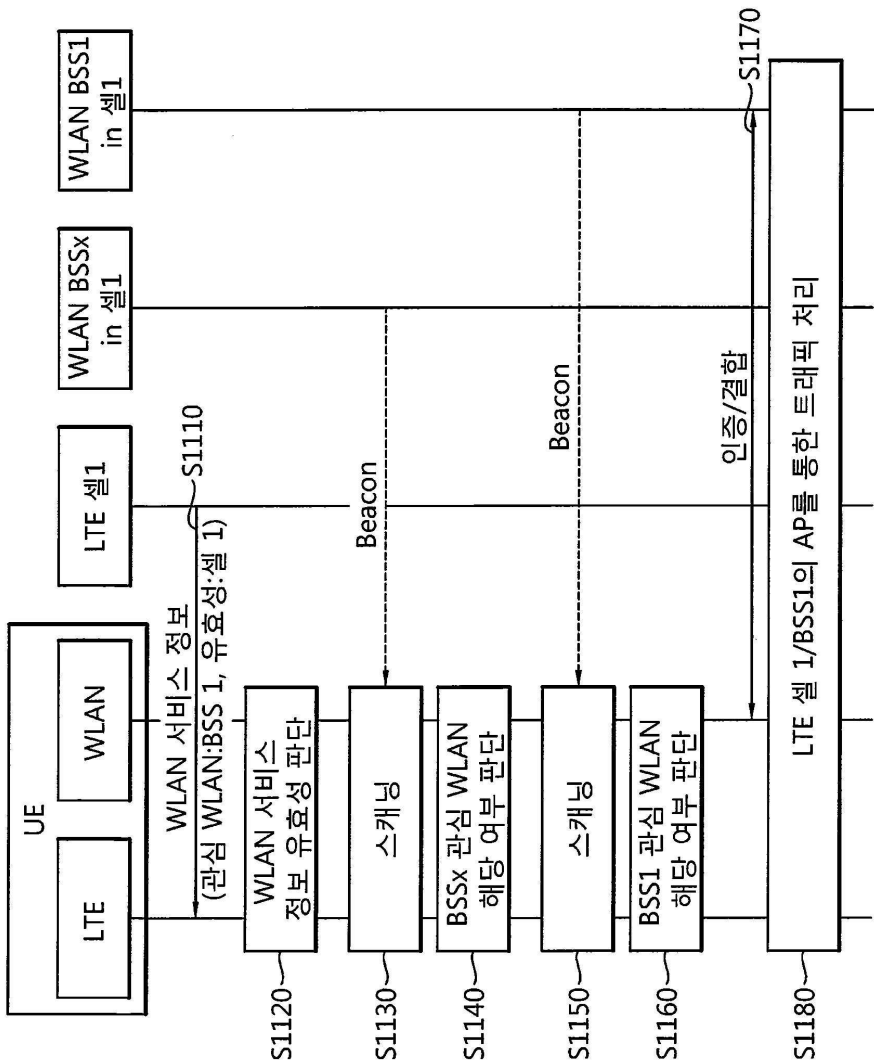 UE
LTE
WLAN
LTE 셀1
WLAN BSSx
in 셀1
WLAN BSS1
in 셀1
WLAN 서비스 정보
(관심 WLAN:BSS 1, 유효성:셀 1)
S1110
S1120
WLAN 서비스
정보 유효성 판단
S1130
스캐닝
Beacon
S1140
BSSx 관심 WLAN
해당 여부 판단
S1150
스캐닝
Beacon
S1160
BSS1 관심 WLAN
해당 여부 판단
인증/결합
S1170
S1180
LTE 셀 1/BSS1의 AP를 통한 트래픽 처리